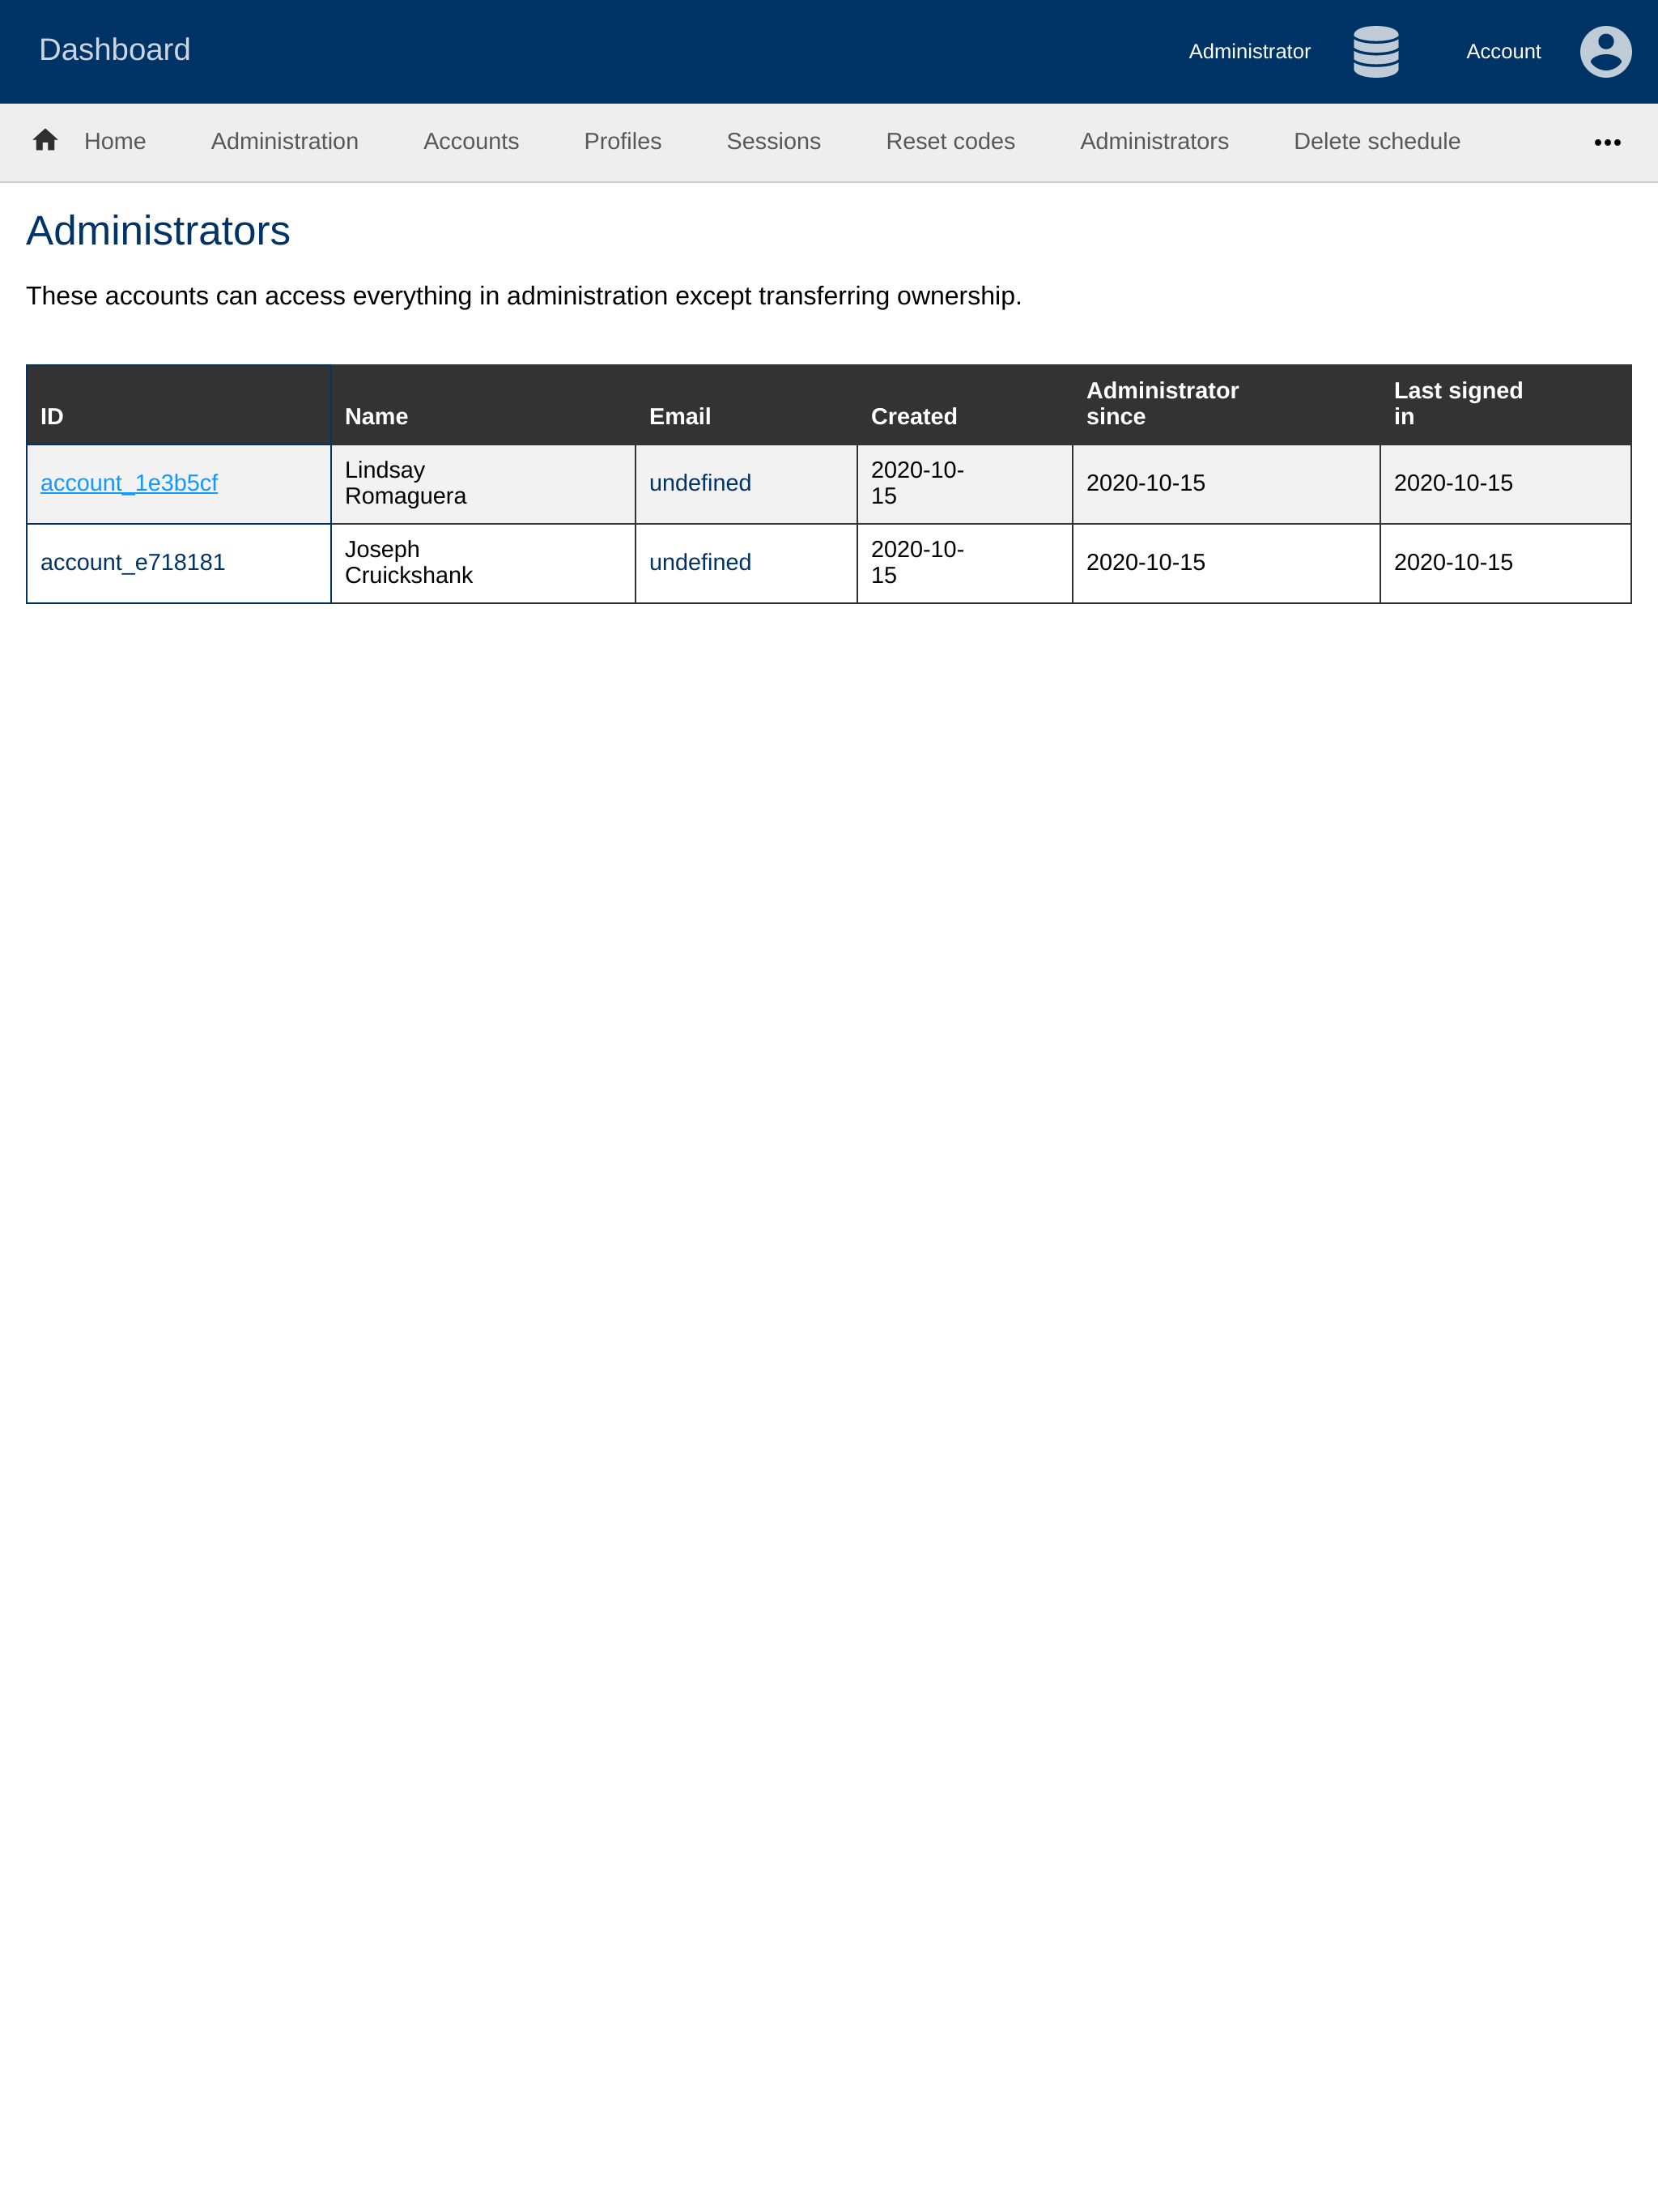 Dashboard
Administrator
Account
Home Administration Accounts Profiles Sessions Reset codes Administrators Delete schedule
Administrators
These accounts can access everything in administration except transferring ownership.
ID
Name
Email
Created
Administrator
since
Last signed
in
account_1e3b5cf
Lindsay
Romaguera
undefined
2020-10-
15
2020-10-15
2020-10-15
account_e718181
Joseph
Cruickshank
undefined
2020-10-
15
2020-10-15
2020-10-15